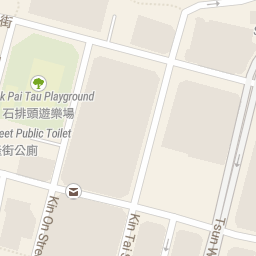 街
k Pai Tau Playground
石排頭遊樂場
eet Public Toilet
街公廁
Kin On Stre
Kin Tai S
Tsun W